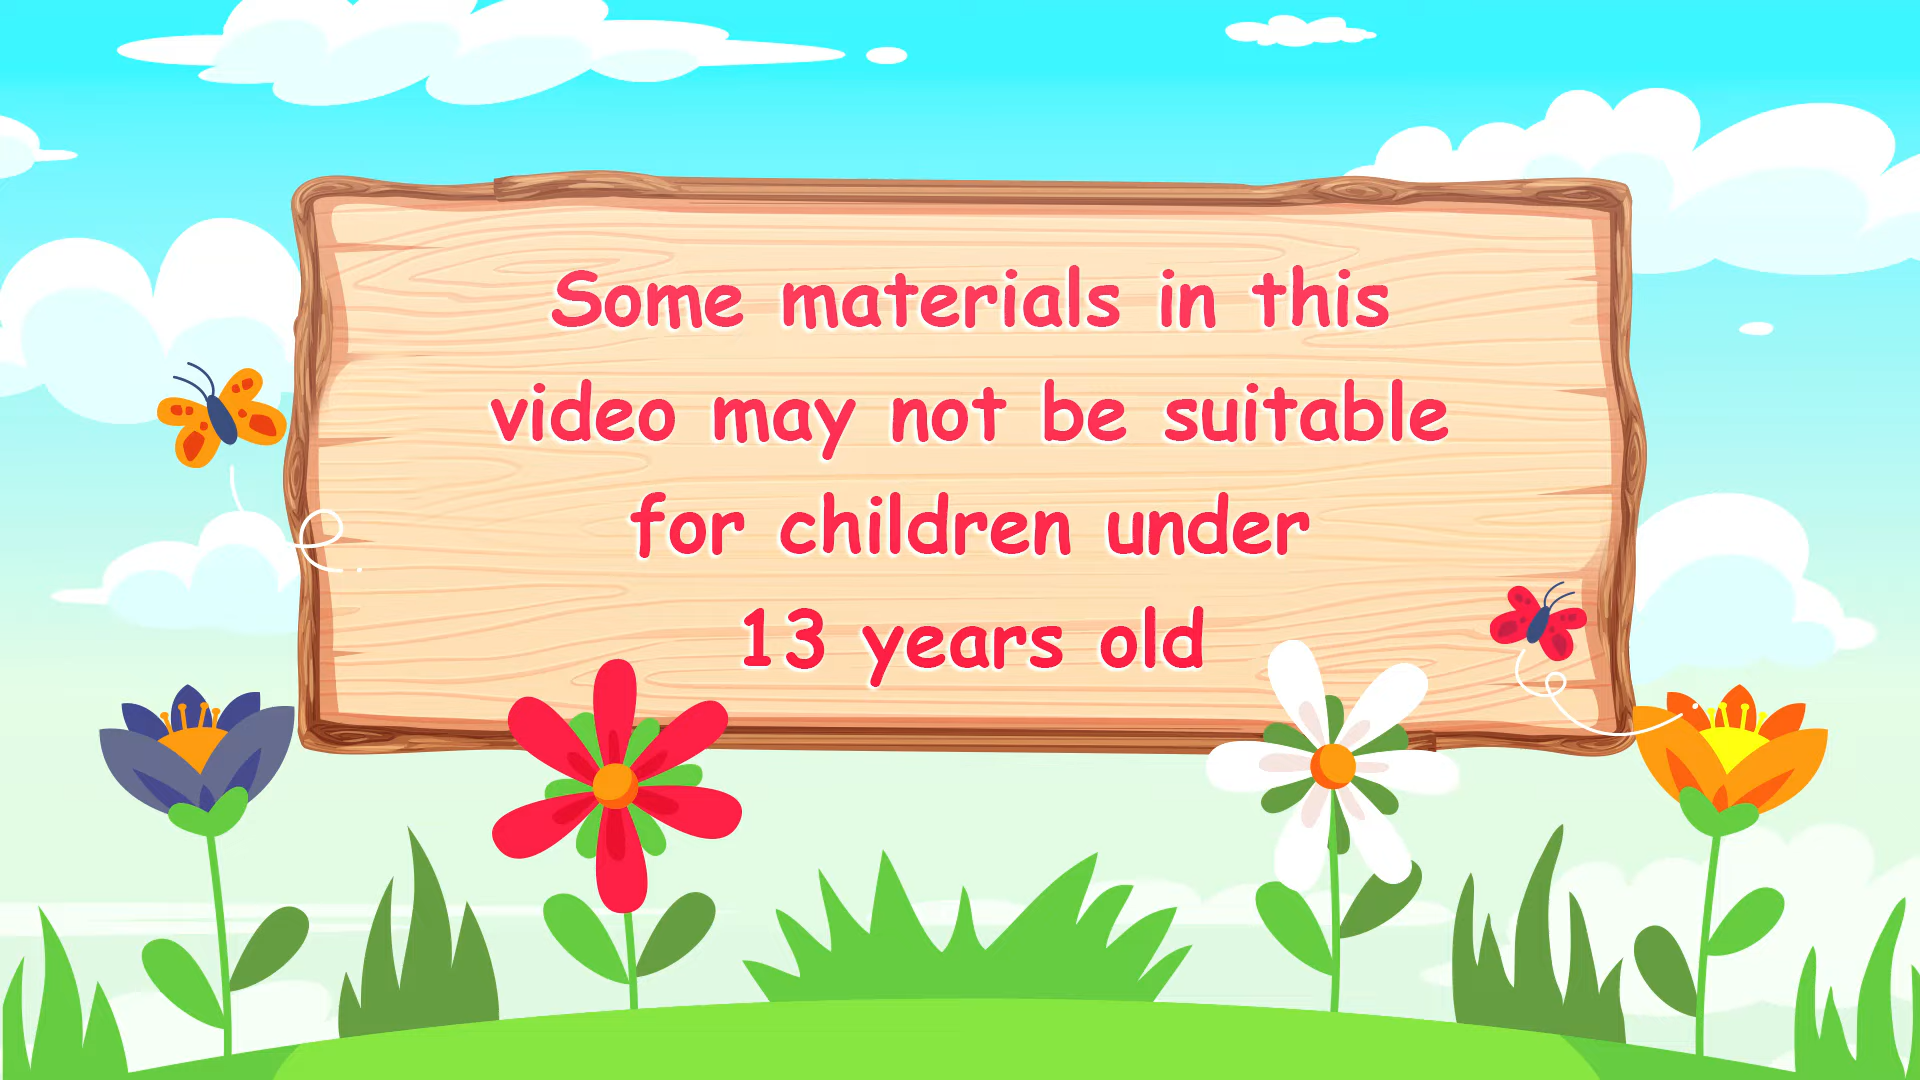 Some materials in this
video may not be suitable
for children under
13 years old